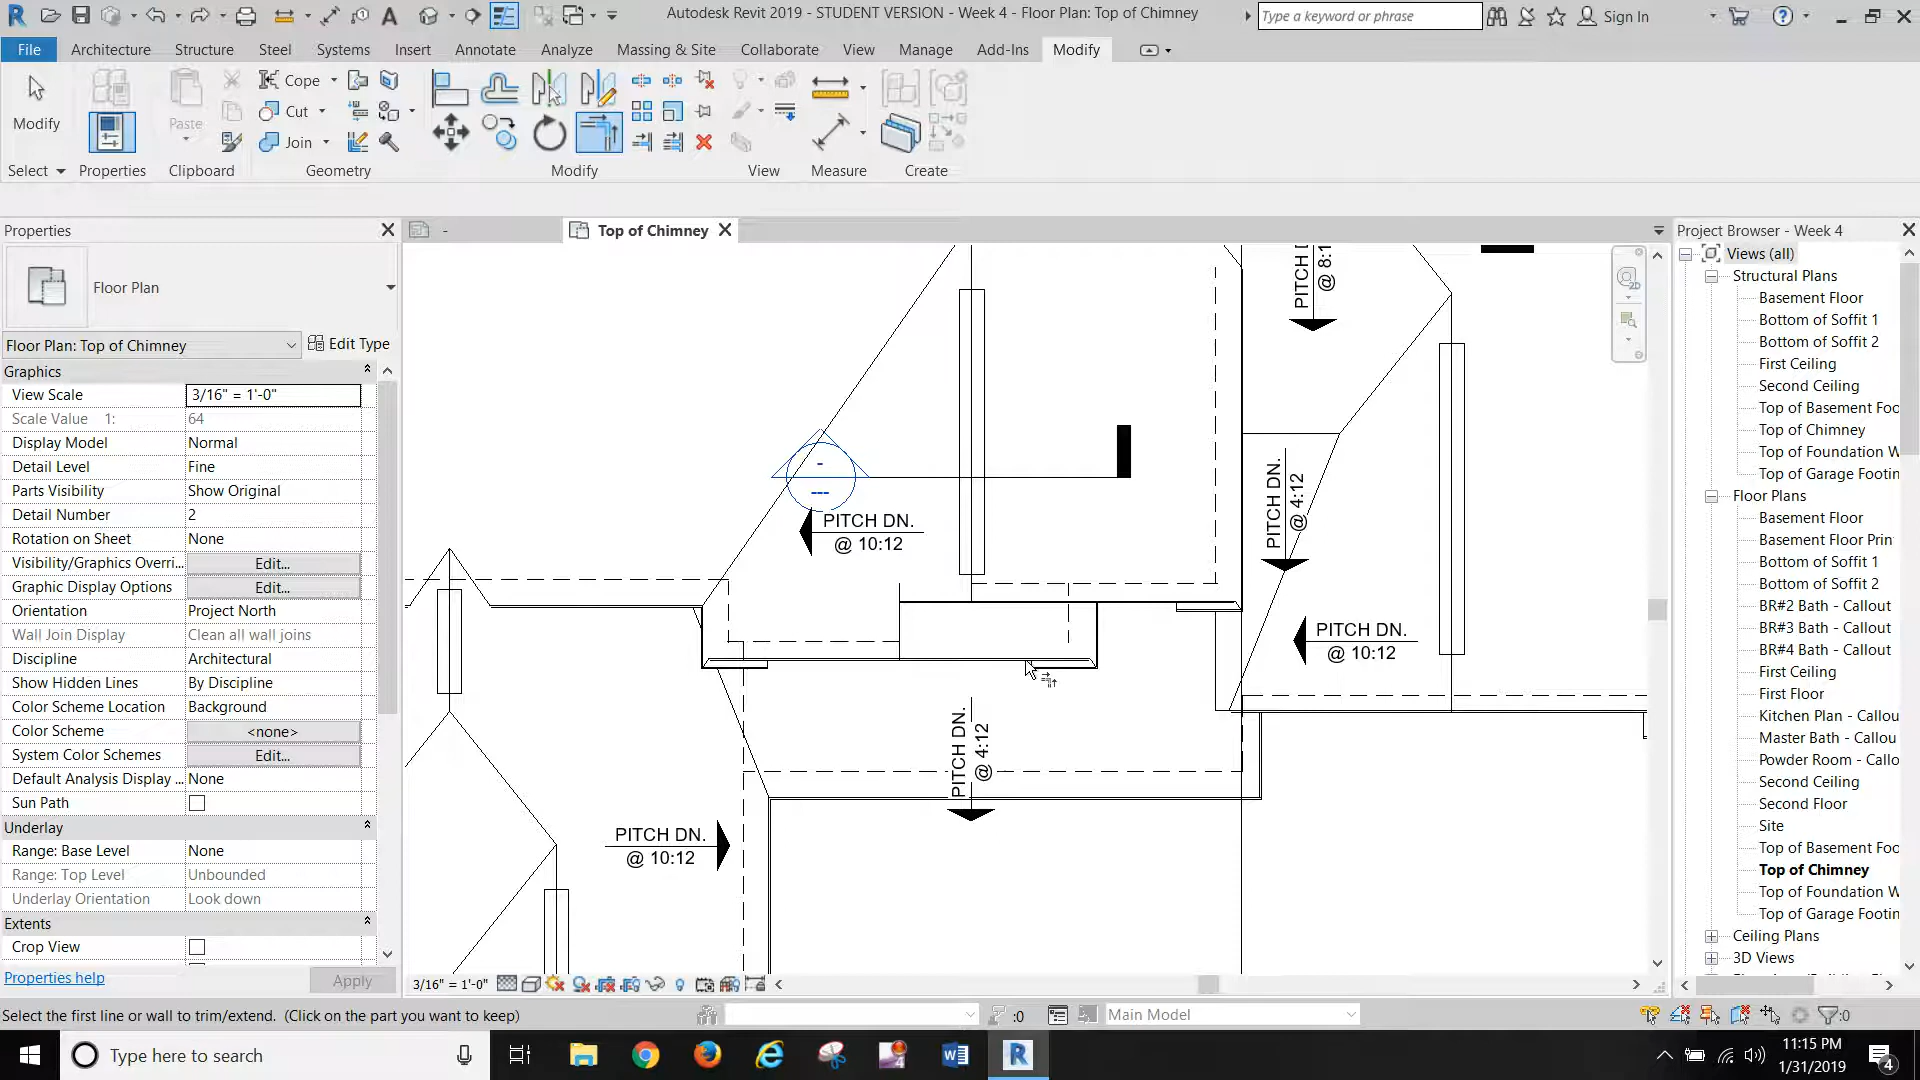 Autodesk Revit 2019 - STUDENT VERSION - Week 4 - Floor Plan: Top of Chimney
Type a keyword or phrase
Sign In
File Architecture Structure Steel Systems Insert Annotate Analyze Massing & Site Collaborate View Manage Add-Ins Modify
Modify
Paste
Cope
Cut
Join
Select Properties Clipboard Geometry Modify View Measure Create
Properties
Floor Plan
Floor Plan: Top of Chimney
Edit Type
Graphics
View Scale 3/16" = 1'-0"
Scale Value 1: 64
Display Model Normal
Detail Level Fine
Parts Visibility Show Original
Detail Number 2
Rotation on Sheet None
Visibility/Graphics Overri... Edit...
Graphic Display Options Edit...
Orientation Project North
Wall Join Display Clean all wall joins
Discipline Architectural
Show Hidden Lines By Discipline
Color Scheme Location Background
Color Scheme <none>
System Color Schemes Edit...
Default Analysis Display ... None
Sun Path
Underlay
Range: Base Level None
Range: Top Level Unbounded
Underlay Orientation Look down
Extents
Crop View
Properties help
Apply
-
Top of Chimney
PITCH D
@ 8:1
-
---
PITCH DN.
@ 10:12
PITCH DN.
@ 4:12
PITCH DN.
@ 10:12
PITCH DN.
@ 4:12
PITCH DN.
@ 10:12
2D
3/16" = 1'-0"
Project Browser - Week 4
Views (all)
Structural Plans
Basement Floor
Bottom of Soffit 1
Bottom of Soffit 2
First Ceiling
Second Ceiling
Top of Basement Foo
Top of Chimney
Top of Foundation W
Top of Garage Footin
Floor Plans
Basement Floor
Basement Floor Prin
Bottom of Soffit 1
Bottom of Soffit 2
BR#2 Bath - Callout
BR#3 Bath - Callout
BR#4 Bath - Callout
First Ceiling
First Floor
Kitchen Plan - Callou
Master Bath - Callou
Powder Room - Callo
Second Ceiling
Second Floor
Site
Top of Basement Foo
Top of Chimney
Top of Foundation W
Top of Garage Footin
Ceiling Plans
3D Views
Select the first line or wall to trim/extend. (Click on the part you want to keep)
:0
Main Model
:0
Type here to search
11:15 PM
1/31/2019
4